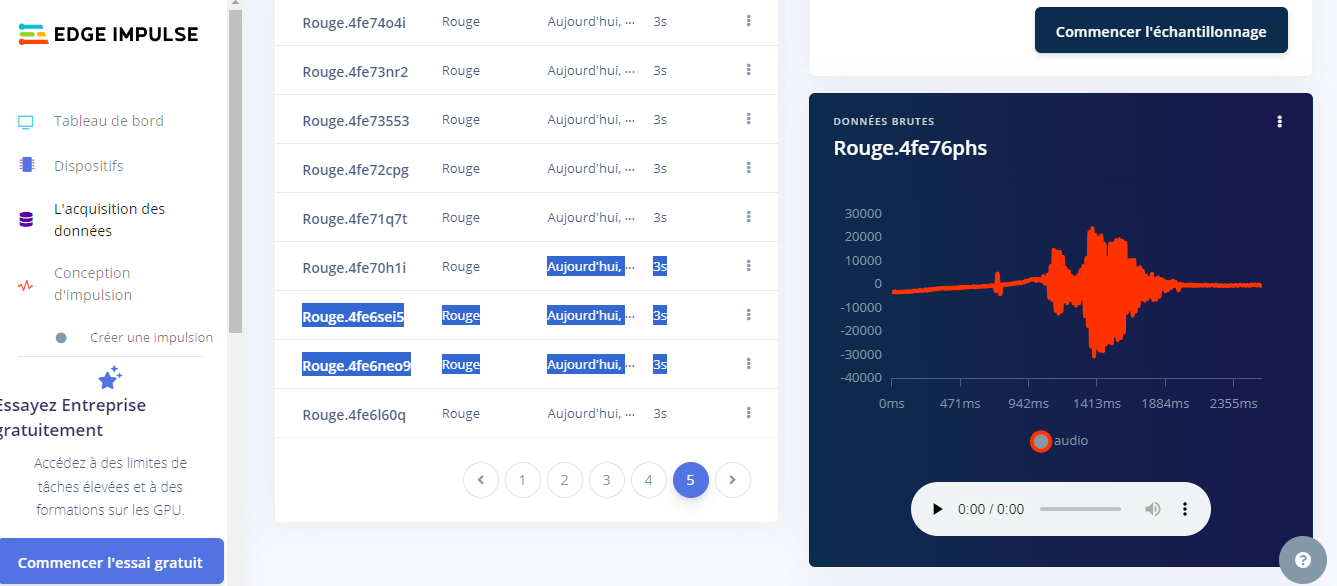 EDGE IMPULSE
Tableau de bord
Dispositifs
L'acquisition des
données
Conception
d'impulsion
Créer une impulsion
Essayez Entreprise
gratuitement
Accédez à des limites de
tâches élevées et à des
formations sur les GPU.
Commencer l'essai gratuit
Rouge.4fe74o4i Rouge Aujourd'hui, ... 3s
Rouge.4fe73nr2 Rouge Aujourd'hui, ... 3s
Rouge.4fe73553 Rouge Aujourd'hui, ... 3s
Rouge.4fe72cpg Rouge Aujourd'hui, ... 3s
Rouge.4fe71q7t Rouge Aujourd'hui, ... 3s
Rouge.4fe70h1i Rouge Aujourd'hui, ... 3s
Rouge.4fe6sei5 Rouge Aujourd'hui, ... 3s
Rouge.4fe6neo9 Rouge Aujourd'hui, ... 3s
Rouge.4fe6l60q Rouge Aujourd'hui, ... 3s
1 2 3 4 5
Commencer l'échantillonnage
DONNÉES BRUTES
Rouge.4fe76phs
30000
20000
10000
0
-10000
-20000
-30000
-40000
0ms 471ms 942ms 1413ms 1884ms 2355ms
audio
0:00 / 0:00
?